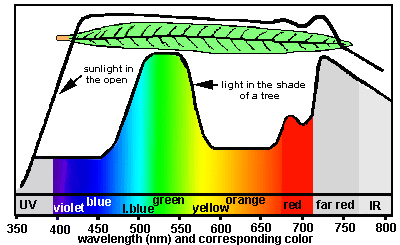 sunlight in
the open
light in the shade
of a tree
UV violet blue l.blue green yellow orange red far red IR
350 400 450 500 550 600 650 700 750 800
wavelength (nm) and corresponding color